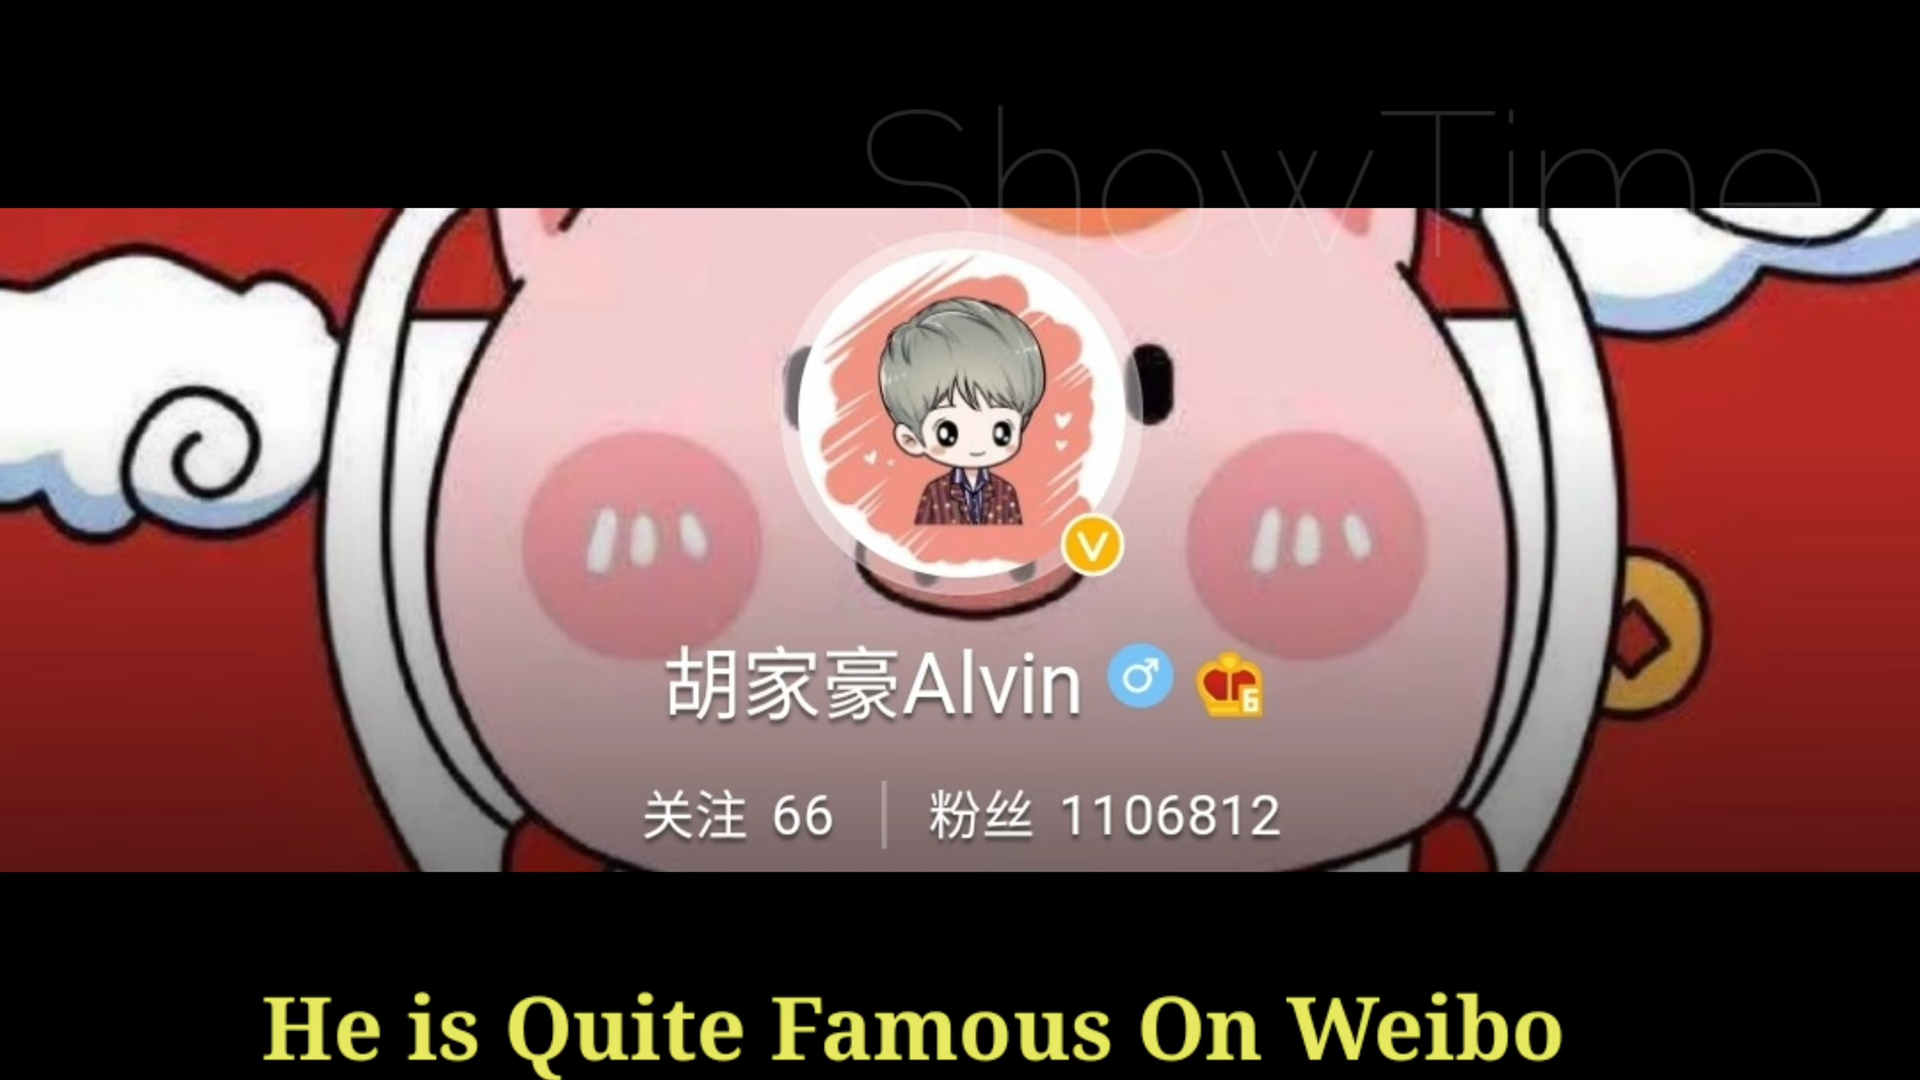 ShowTime
V
胡家豪Alvin ♂ 6
关注 66 | 粉丝 1106812
He is Quite Famous On Weibo